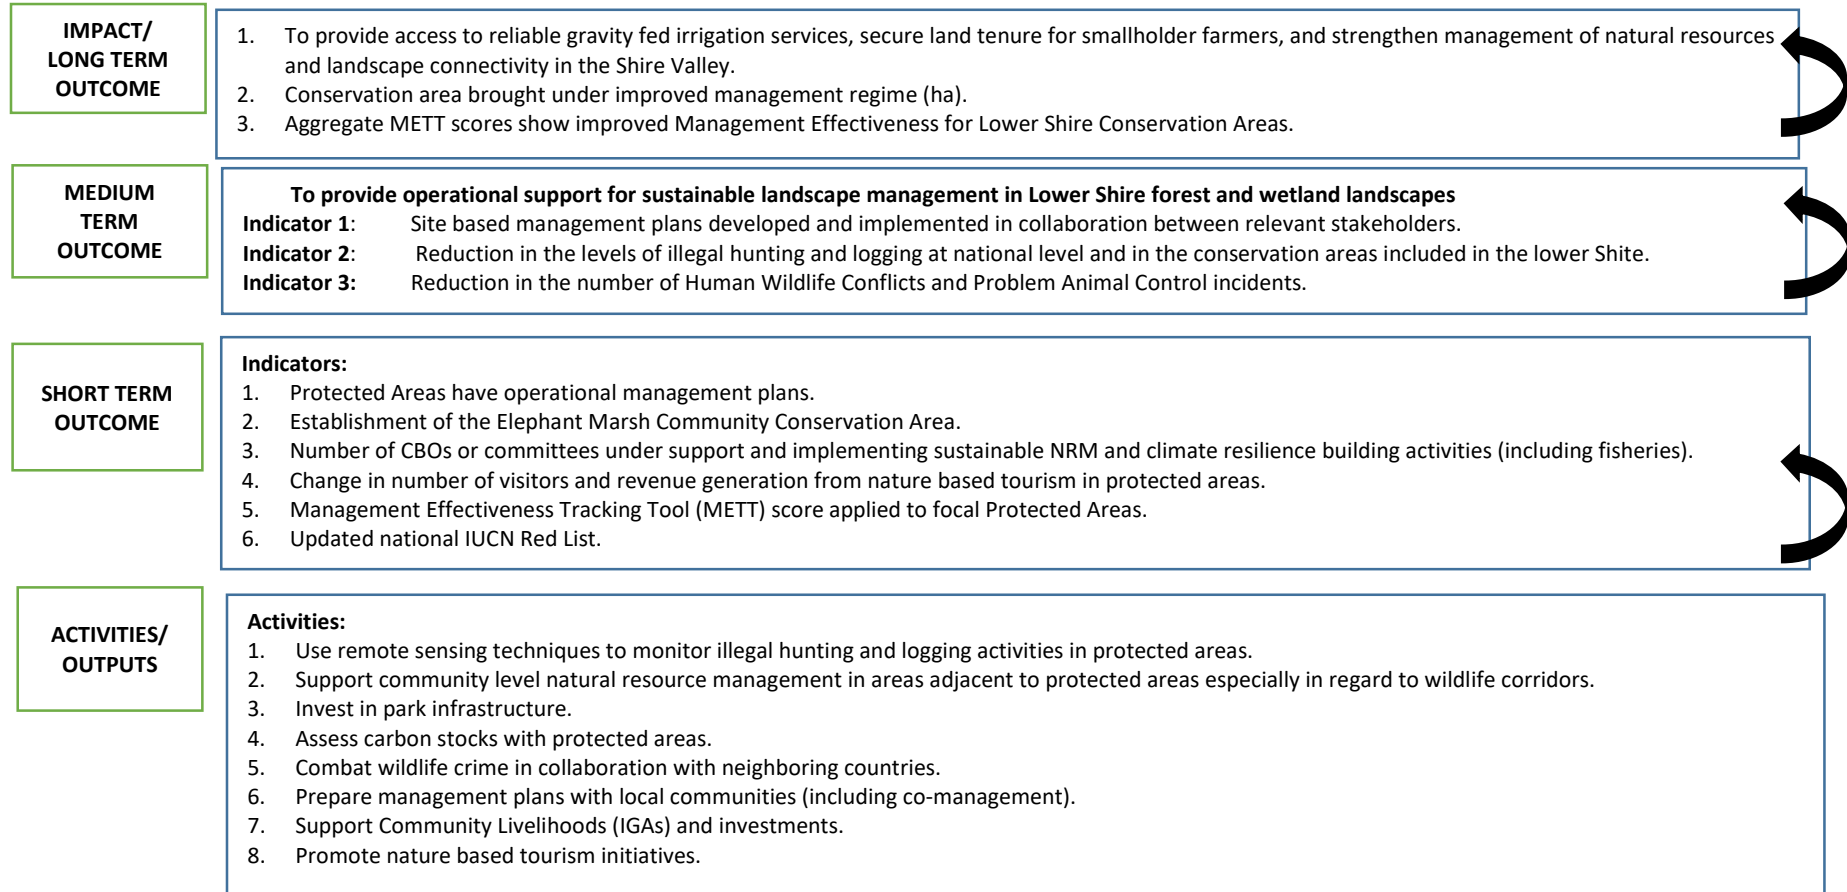 IMPACT/
LONG TERM
OUTCOME
1. To provide access to reliable gravity fed irrigation services, secure land tenure for smallholder farmers, and strengthen management of natural resources
and landscape connectivity in the Shire Valley.
2. Conservation area brought under improved management regime (ha).
3. Aggregate METT scores show improved Management Effectiveness for Lower Shire Conservation Areas.
MEDIUM
TERM
OUTCOME
To provide operational support for sustainable landscape management in Lower Shire forest and wetland landscapes
Indicator 1: Site based management plans developed and implemented in collaboration between relevant stakeholders.
Indicator 2: Reduction in the levels of illegal hunting and logging at national level and in the conservation areas included in the lower Shite.
Indicator 3: Reduction in the number of Human Wildlife Conflicts and Problem Animal Control incidents.
SHORT TERM
OUTCOME
Indicators:
1. Protected Areas have operational management plans.
2. Establishment of the Elephant Marsh Community Conservation Area.
3. Number of CBOs or committees under support and implementing sustainable NRM and climate resilience building activities (including fisheries).
4. Change in number of visitors and revenue generation from nature based tourism in protected areas.
5. Management Effectiveness Tracking Tool (METT) score applied to focal Protected Areas.
6. Updated national IUCN Red List.
ACTIVITIES/
OUTPUTS
Activities:
1. Use remote sensing techniques to monitor illegal hunting and logging activities in protected areas.
2. Support community level natural resource management in areas adjacent to protected areas especially in regard to wildlife corridors.
3. Invest in park infrastructure.
4. Assess carbon stocks with protected areas.
5. Combat wildlife crime in collaboration with neighboring countries.
6. Prepare management plans with local communities (including co-management).
7. Support Community Livelihoods (IGAs) and investments.
8. Promote nature based tourism initiatives.